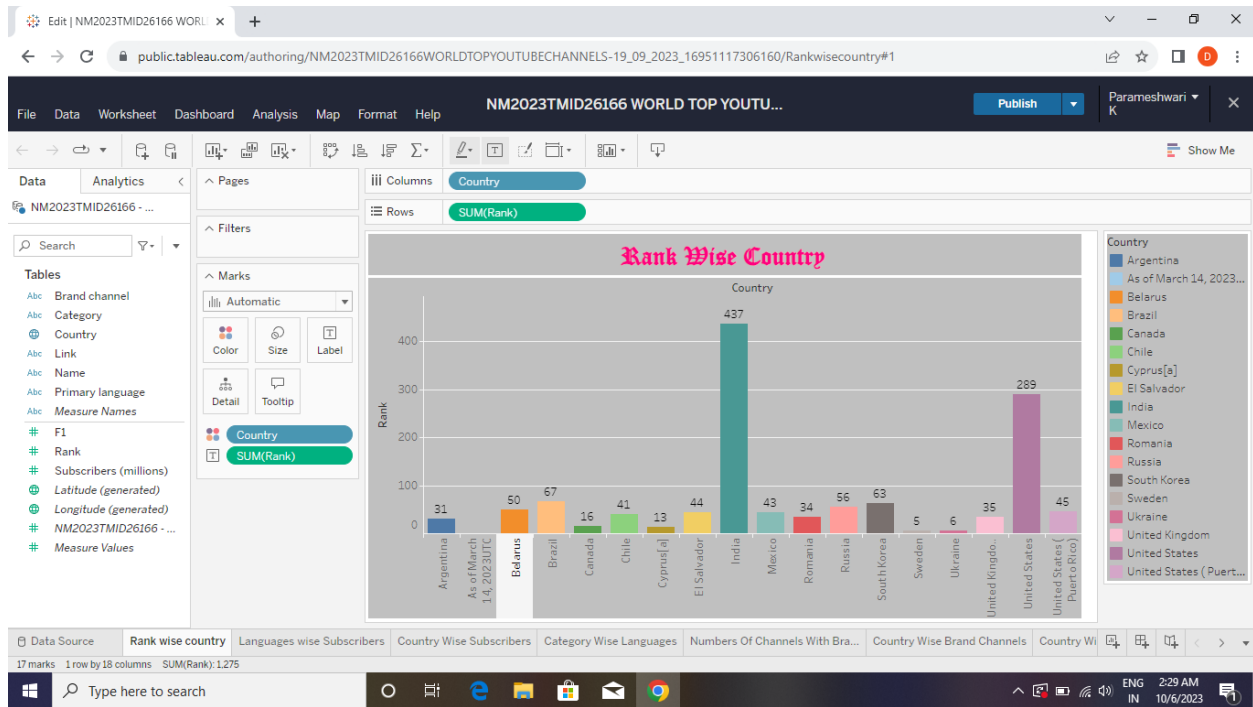 Edit | NM2023TMID26166 WORL
public.tableau.com/authoring/NM2023TMID26166WORLDTOPYOUTUBECHANNELS-19_09_2023_16951117306160/Rankwisecountry#1
D
File Data Worksheet Dashboard Analysis Map Format Help
NM2023TMID26166 WORLD TOP YOUTU...
Publish
Parameshwari
K
Show Me
Data Analytics
NM2023TMID26166 - ...
Search
Tables
Abc Brand channel
Abc Category
Country
Abc Link
Abc Name
Abc Primary language
Abc Measure Names
# F1
# Rank
# Subscribers (millions)
Latitude (generated)
Longitude (generated)
# NM2023TMID26166 - ...
# Measure Values
Pages
Filters
Marks
Automatic
Color Size Label
Detail Tooltip
Country
SUM(Rank)
iii Columns Country
Rows SUM(Rank)
Rank Wise Country
Country
Rank
400
300
200
100
0
31
50
67
16
41
13
44
437
43
34
56
63
5
6
35
289
45
Argentina
As of March
14, 2023UTC
Belarus
Brazil
Canada
Chile
Cyprus[a]
El Salvador
India
Mexico
Romania
Russia
South Korea
Sweden
Ukraine
United Kingdo..
United States
United States (
Puerto Rico)
Country
Argentina
As of March 14, 2023...
Belarus
Brazil
Canada
Chile
Cyprus[a]
El Salvador
India
Mexico
Romania
Russia
South Korea
Sweden
Ukraine
United Kingdom
United States
United States ( Puert...
Data Source Rank wise country Languages wise Subscribers Country Wise Subscribers Category Wise Languages Numbers Of Channels With Bra... Country Wise Brand Channels Country Wi
17 marks 1 row by 18 columns SUM(Rank): 1,275
Type here to search
ENG
IN
2:29 AM
10/6/2023